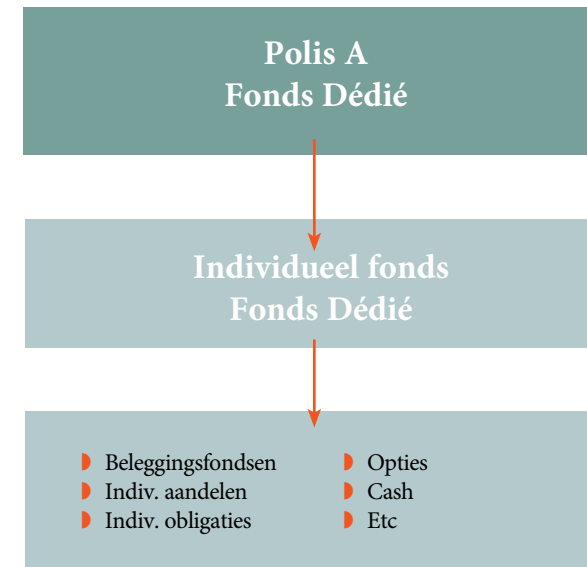 Polis A
Fonds Dédié
Individueel fonds
Fonds Dédié
Beleggingsfondsen
Indiv. aandelen
Indiv. obligaties
Opties
Cash
Etc